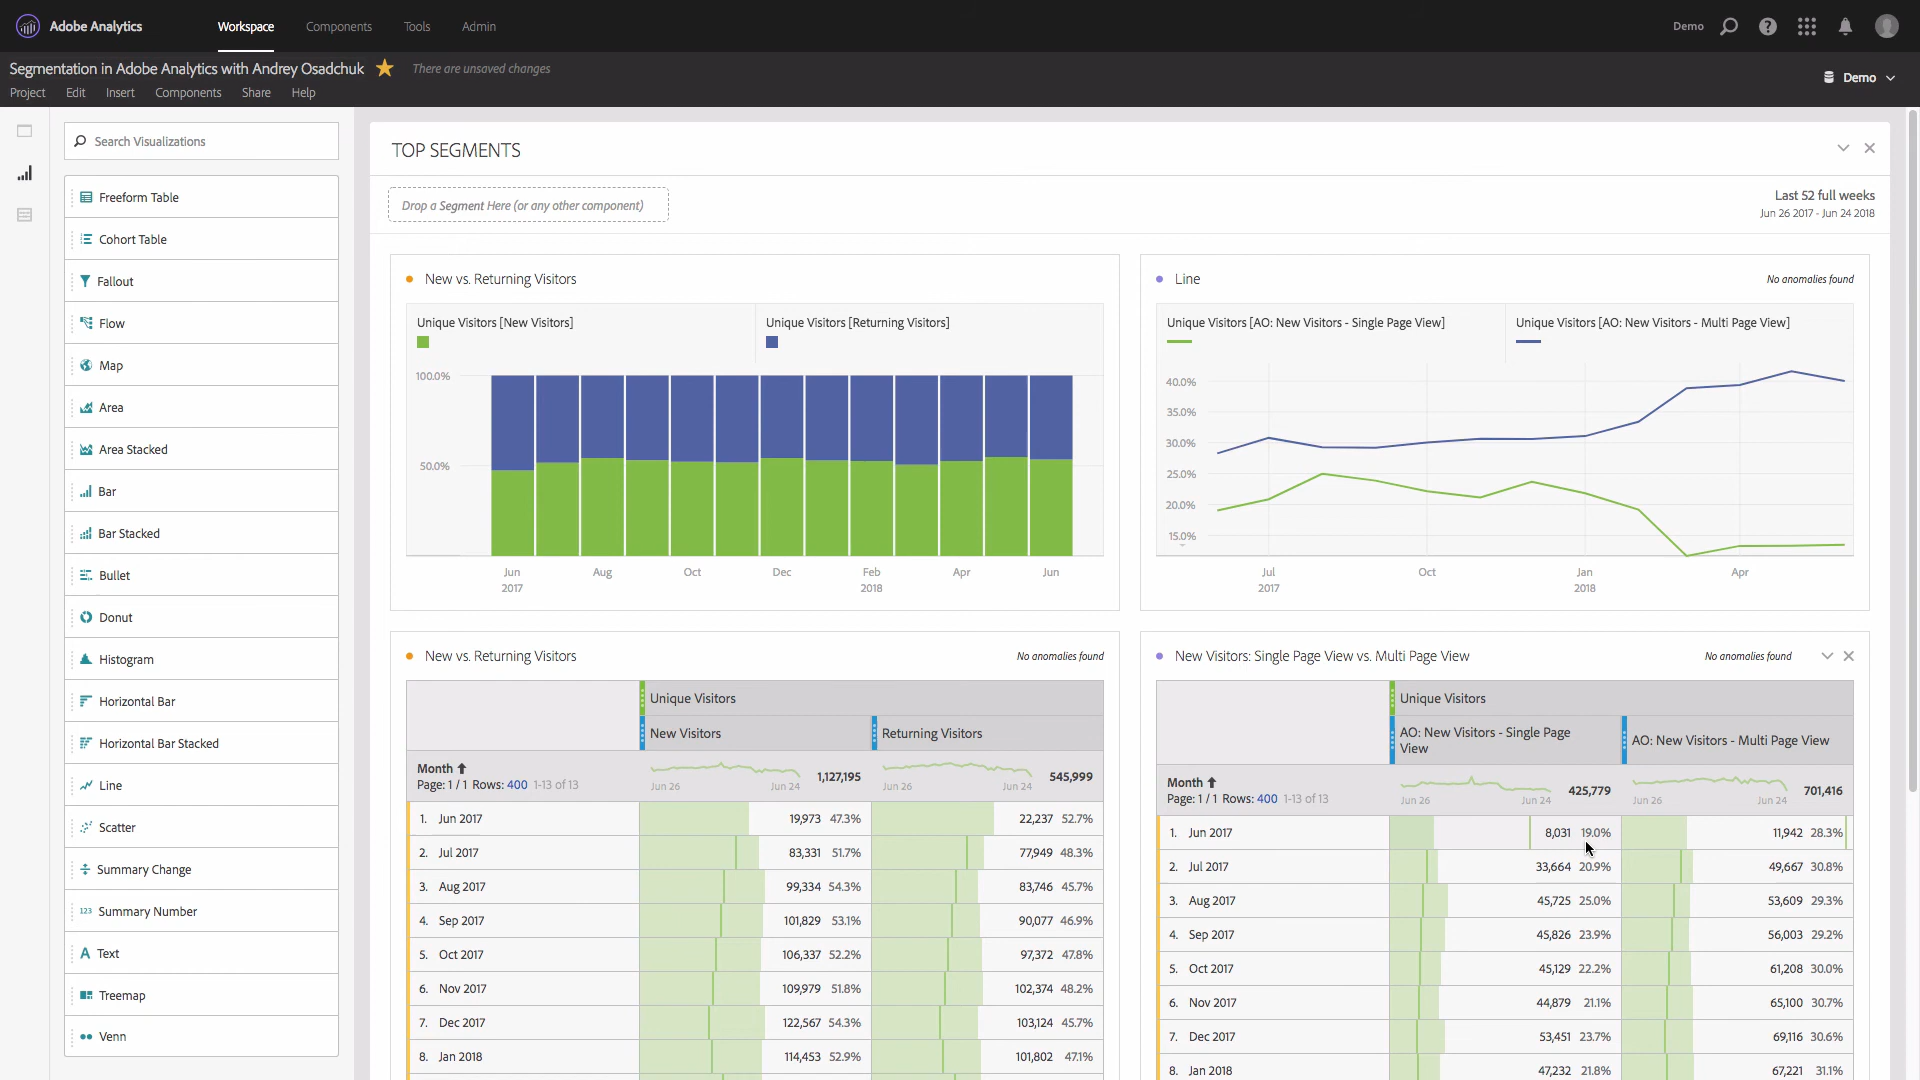 Adobe Analytics
Workspace
Components
Tools
Admin
Demo
Segmentation in Adobe Analytics with Andrey Osadchuk
There are unsaved changes
Demo
Project
Edit
Insert
Components
Share
Help
Search Visualizations
Freeform Table
Cohort Table
Fallout
Flow
Map
Area
Area Stacked
Bar
Bar Stacked
Bullet
Donut
Histogram
Horizontal Bar
Horizontal Bar Stacked
Line
Scatter
Summary Change
123 Summary Number
Text
Treemap
Venn
TOP SEGMENTS
Drop a Segment Here (or any other component)
Last 52 full weeks
Jun 26 2017 - Jun 24 2018
New vs. Returning Visitors
Unique Visitors [New Visitors]
Unique Visitors [Returning Visitors]
100.0%
50.0%
Jun 2017
Aug
Oct
Dec
Feb 2018
Apr
Jun
Line
No anomalies found
Unique Visitors [AO: New Visitors - Single Page View]
Unique Visitors [AO: New Visitors - Multi Page View]
40.0%
35.0%
30.0%
25.0%
20.0%
15.0%
Jul 2017
Oct
Jan 2018
Apr
New vs. Returning Visitors
No anomalies found
Unique Visitors
New Visitors
Returning Visitors
Month
Page: 1 / 1 Rows: 400 1-13 of 13
Jun 26
Jun 24
1,127,195
Jun 26
Jun 24
545,999
1. Jun 2017 19,973 47.3% 22,237 52.7%
2. Jul 2017 83,331 51.7% 77,949 48.3%
3. Aug 2017 99,334 54.3% 83,746 45.7%
4. Sep 2017 101,829 53.1% 90,077 46.9%
5. Oct 2017 106,337 52.2% 97,372 47.8%
6. Nov 2017 109,979 51.8% 102,374 48.2%
7. Dec 2017 122,567 54.3% 103,124 45.7%
8. Jan 2018 114,453 52.9% 101,802 47.1%
New Visitors: Single Page View vs. Multi Page View
No anomalies found
Unique Visitors
AO: New Visitors - Single Page View
AO: New Visitors - Multi Page View
Month
Page: 1 / 1 Rows: 400 1-13 of 13
Jun 26
Jun 24
425,779
Jun 26
Jun 24
701,416
1. Jun 2017 8,031 19.0% 11,942 28.3%
2. Jul 2017 33,664 20.9% 49,667 30.8%
3. Aug 2017 45,725 25.0% 53,609 29.3%
4. Sep 2017 45,826 23.9% 56,003 29.2%
5. Oct 2017 45,129 22.2% 61,208 30.0%
6. Nov 2017 44,879 21.1% 65,100 30.7%
7. Dec 2017 53,451 23.7% 69,116 30.6%
8. Jan 2018 47,232 21.8% 67,221 31.1%